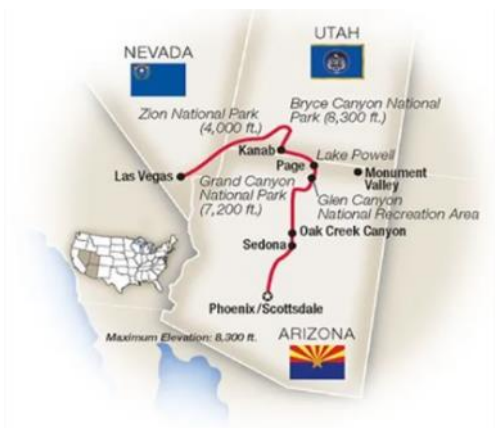 UTAH
NEVADA
Zion National Park
(4,000 ft.)
Bryce Canyon National
Park (8,300 ft.)
Kanab
Lake Powell
Page
Las Vegas
Monument
Valley
Grand Canyon
National Park
(7,200 ft.)
Glen Canyon
National Recreation Area
Oak Creek Canyon
Sedona
Phoenix/Scottsdale
Maximum Elevation: 8,300 ft.
ARIZONA